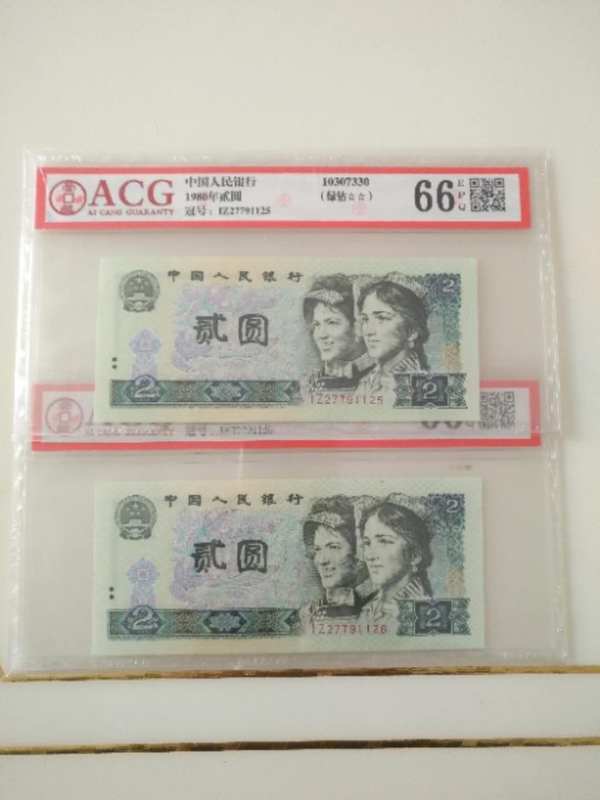 ACG
AI CANG GUARANTY
中国人民银行
1980年贰圆
冠号：IZ27791125
10307330
(绿钻☆☆)
66 EPQ
中国人民银行
贰圆
2
2
2
IZ27791125
中国人民银行
贰圆
2
2
2
IZ27791126